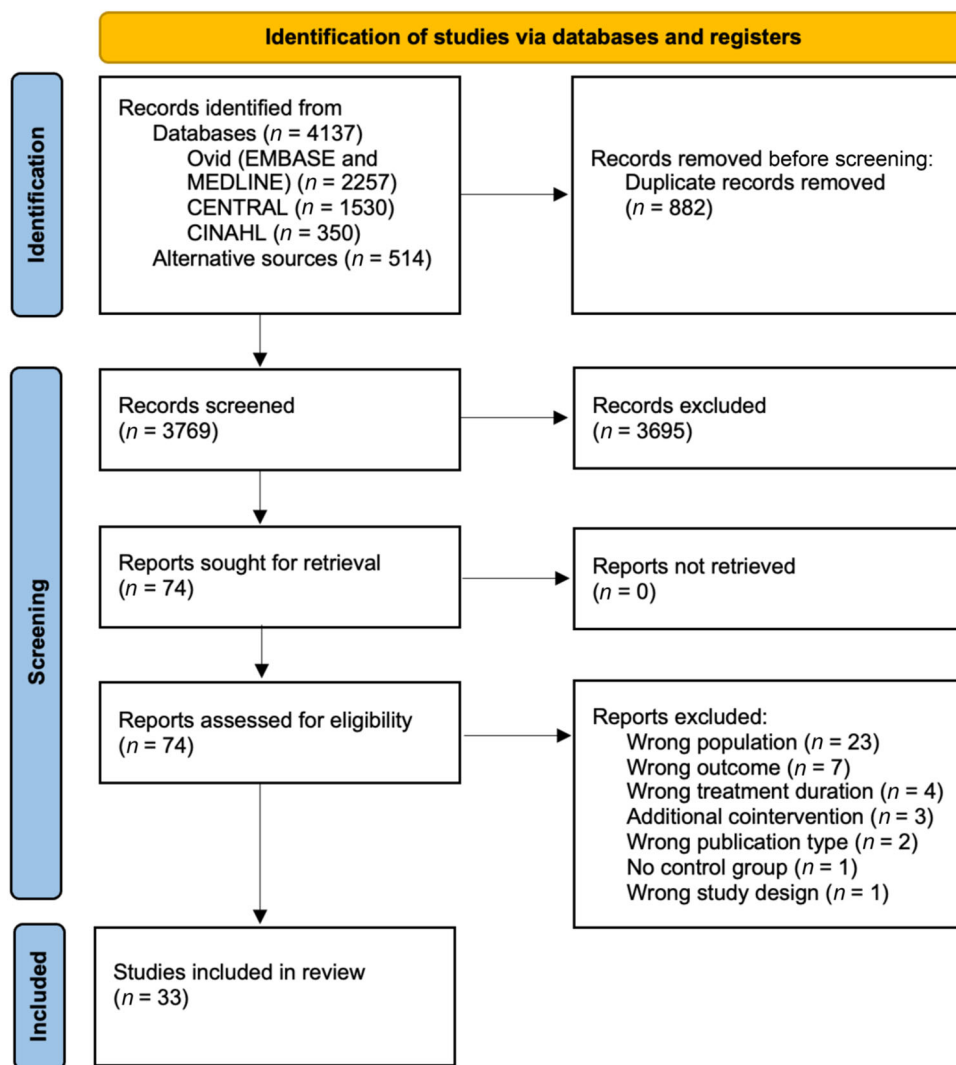 Identification of studies via databases and registers
Identification
Records identified from
Databases (n = 4137)
Ovid (EMBASE and
MEDLINE) (n = 2257)
CENTRAL (n = 1530)
CINAHL (n = 350)
Alternative sources (n = 514)
Records removed before screening:
Duplicate records removed
(n = 882)
Screening
Records screened
(n = 3769)
Records excluded
(n = 3695)
Reports sought for retrieval
(n = 74)
Reports not retrieved
(n = 0)
Reports assessed for eligibility
(n = 74)
Reports excluded:
Wrong population (n = 23)
Wrong outcome (n = 7)
Wrong treatment duration (n = 4)
Additional cointervention (n = 3)
Wrong publication type (n = 2)
No control group (n = 1)
Wrong study design (n = 1)
Included
Studies included in review
(n = 33)